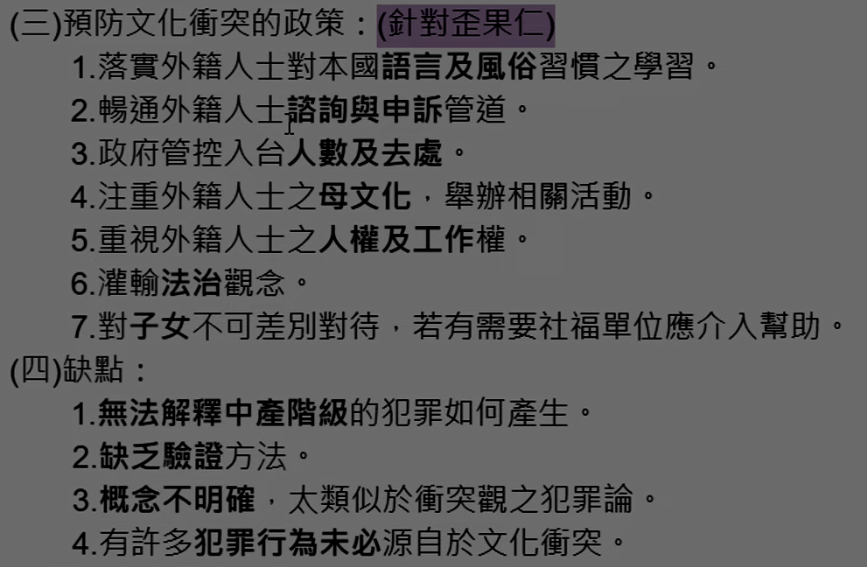 (三)預防文化衝突的政策：(針對歪果仁)
1.落實外籍人士對本國語言及風俗習慣之學習。
2.暢通外籍人士諮詢與申訴管道。
3.政府管控入台人數及去處。
4.注重外籍人士之母文化，舉辦相關活動。
5.重視外籍人士之人權及工作權。
6.灌輸法治觀念。
7.對子女不可差別對待，若有需要社福單位應介入幫助。
(四)缺點：
1.無法解釋中產階級的犯罪如何產生。
2.缺乏驗證方法。
3.概念不明確，太類似於衝突觀之犯罪論。
4.有許多犯罪行為未必源自於文化衝突。